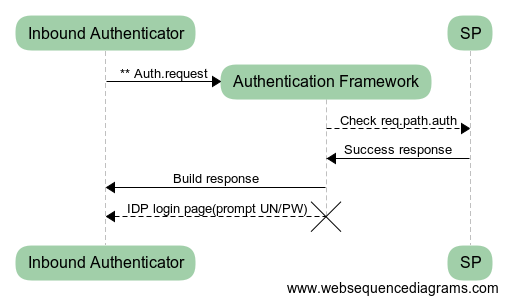 Inbound Authenticator
SP
** Auth.request
Authentication Framework
Check req.path.auth
Success response
Build response
IDP login page(prompt UN/PW)
Inbound Authenticator
SP
www.websequencediagrams.com